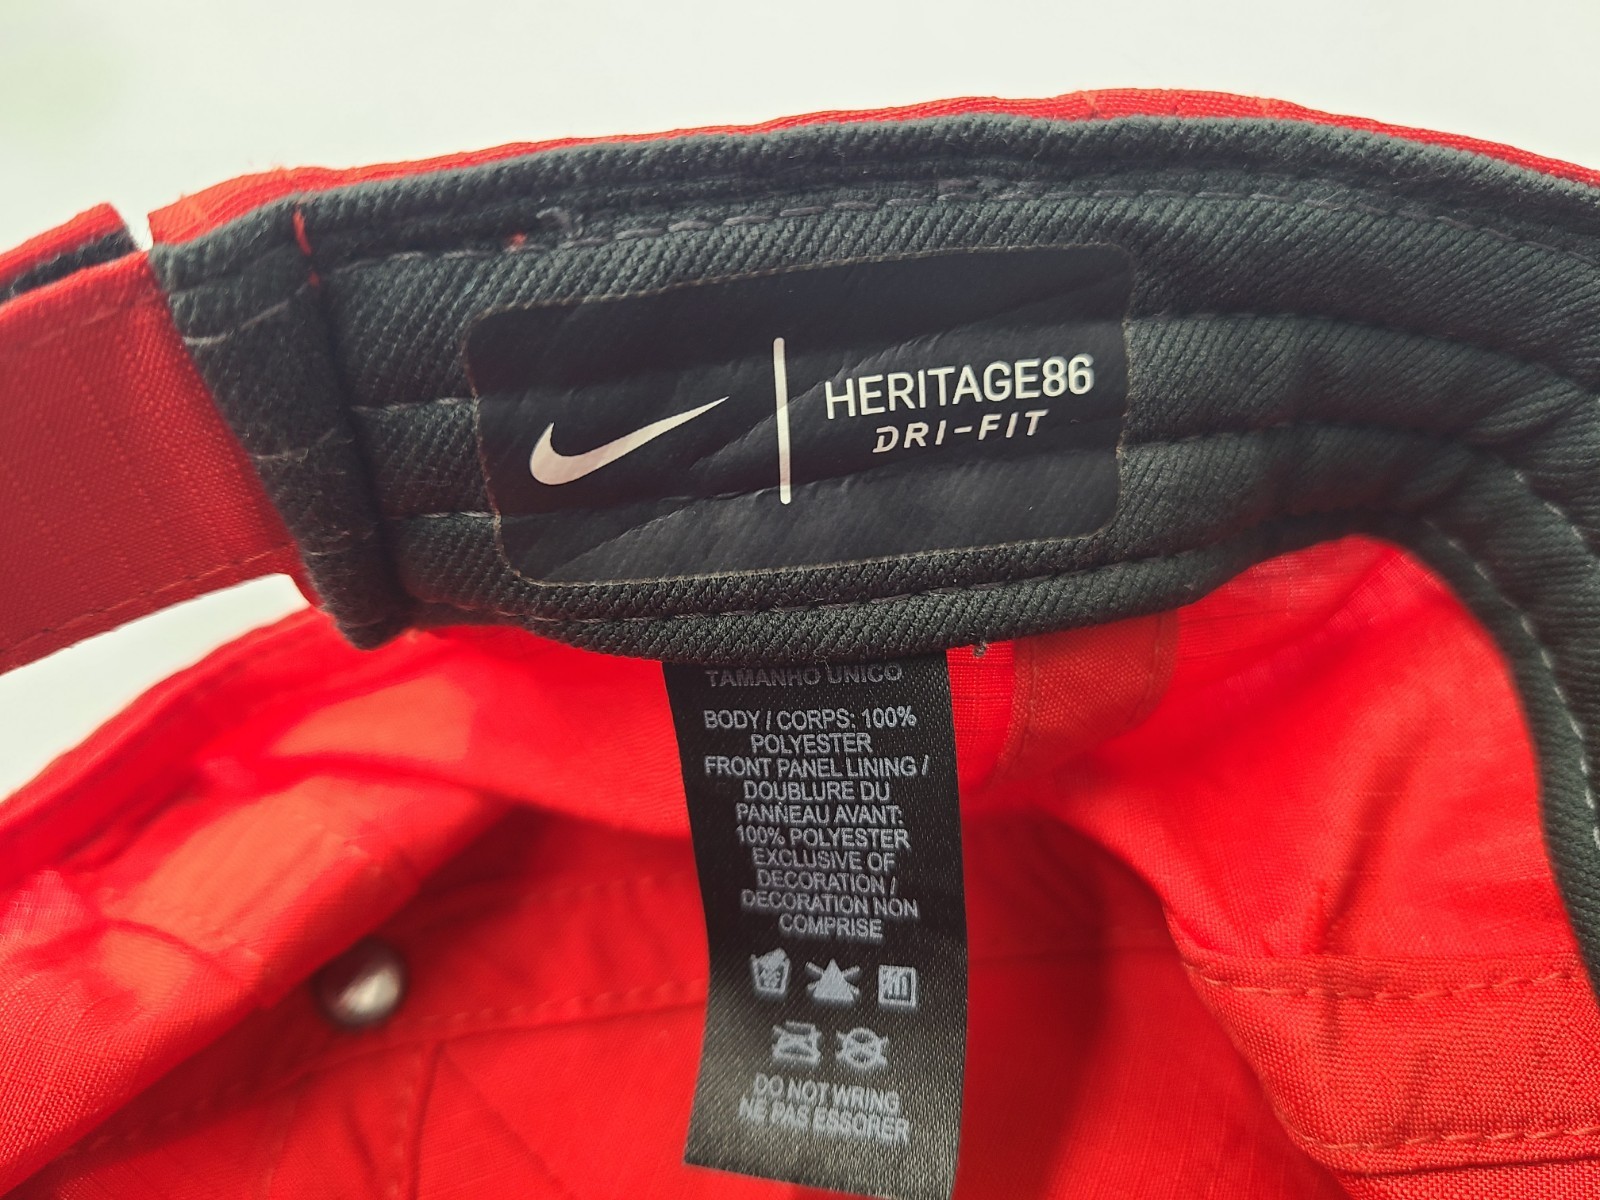 HERITAGE86
DRI-FIT
TAMANHO UNICO
BODY / CORPS: 100%
POLYESTER
FRONT PANEL LINING /
DOUBLURE DU
PANNEAU AVANT:
100% POLYESTER
EXCLUSIVE OF
DECORATION /
DECORATION NON
COMPRISE
DO NOT WRING
NE PAS ESSORER